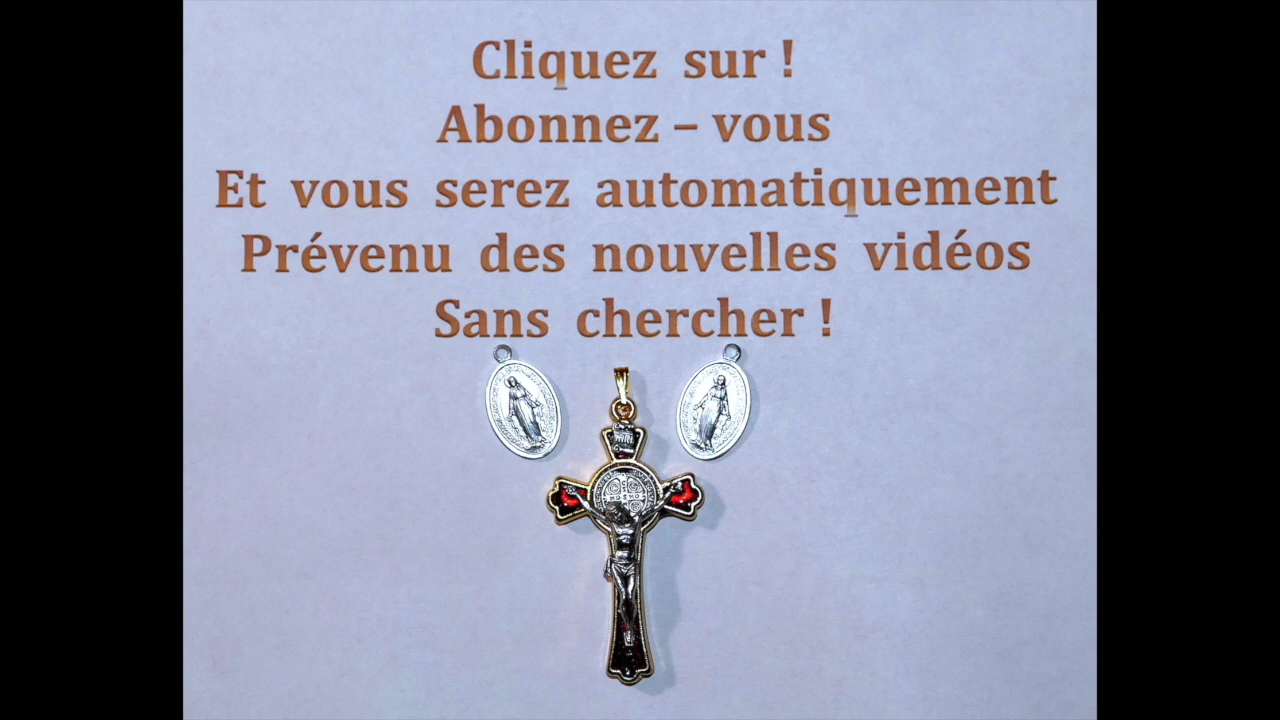 Cliquez sur !
Abonnez – vous
Et vous serez automatiquement
Prévenu des nouvelles vidéos
Sans chercher !